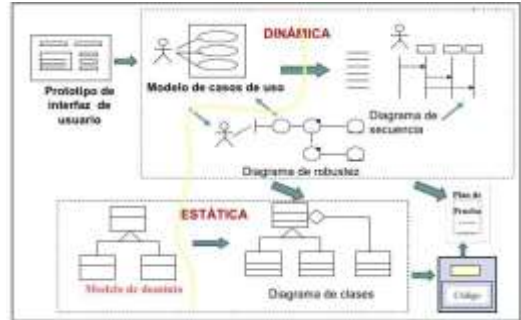 DINÁMICA
Prototipo de
interfaz de
usuario
Modelo de casos de uso
Diagrama de
secuencia
Diagrama de robustez
Plan de
Prueba
ESTÁTICA
Modelo de dominio
Diagrama de clases
Código